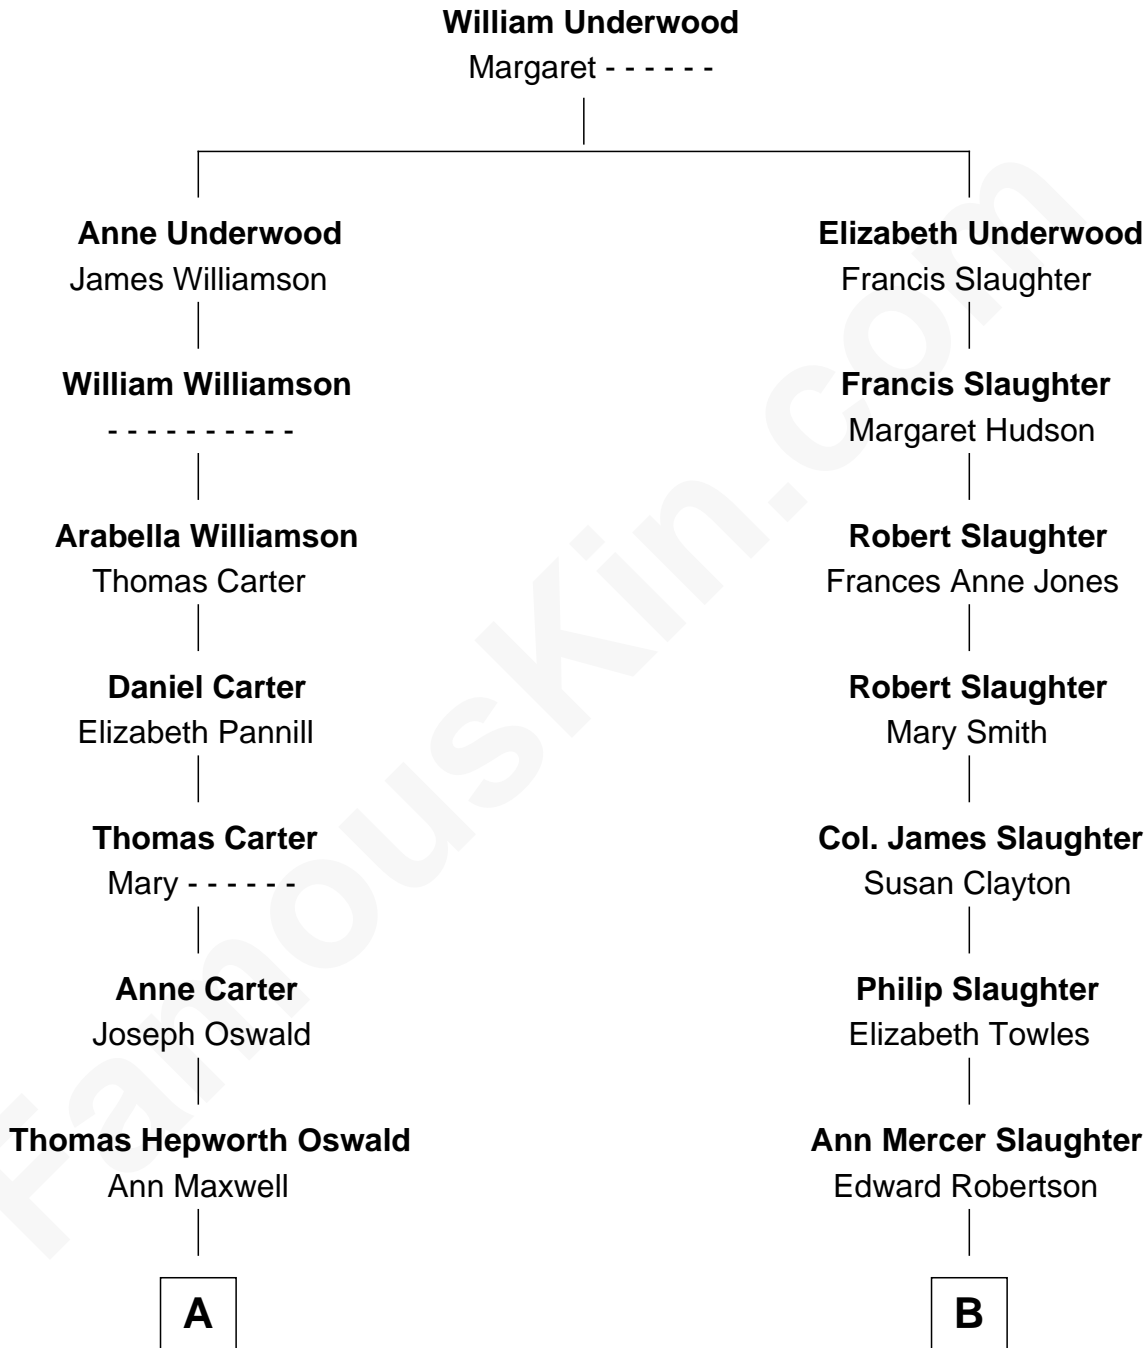 William Underwood
Margaret - - - - - -
Anne Underwood
James Williamson
William Williamson
- - - - - - - - - -
Arabella Williamson
Thomas Carter
Daniel Carter
Elizabeth Pannill
Thomas Carter
Mary - - - - - -
Anne Carter
Joseph Oswald
Thomas Hepworth Oswald
Ann Maxwell
A
Elizabeth Underwood
Francis Slaughter
Francis Slaughter
Margaret Hudson
Robert Slaughter
Frances Anne Jones
Robert Slaughter
Mary Smith
Col. James Slaughter
Susan Clayton
Philip Slaughter
Elizabeth Towles
Ann Mercer Slaughter
Edward Robertson
B
FamousKin.com